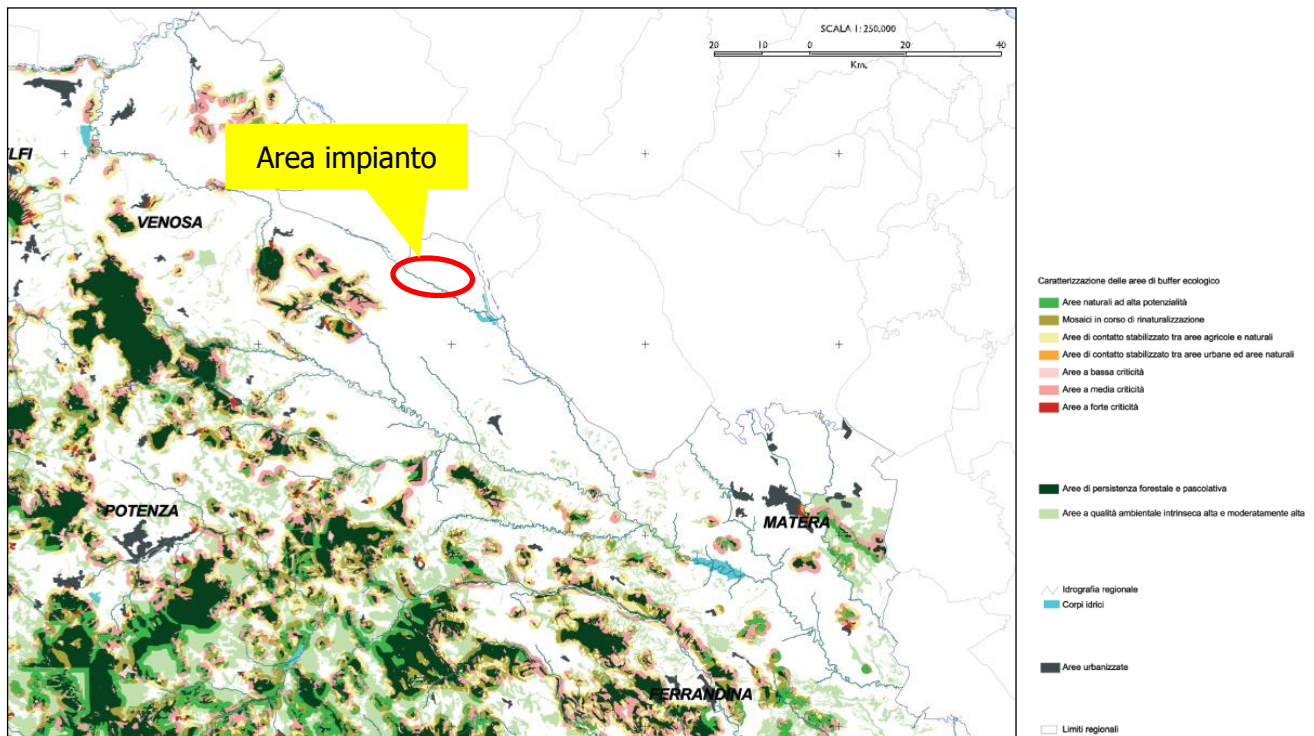 SCALA 1: 250.000
20 10 0 20 40
Km.
Area impianto
ELFI
VENOSA
POTENZA
MATERA
FERRANDINA
Caratterizzazione delle aree di buffer ecologico
Aree naturali ad alta potenzialità
Mosaici in corso di rinaturalizzazione
Aree di contatto stabilizzato tra aree agricole e naturali
Aree di contatto stabilizzato tra aree urbane ed aree naturali
Aree a bassa criticità
Aree a media criticità
Aree a forte criticità
Aree di persistenza forestale e pascolativa
Aree a qualità ambientale intrinseca alta e moderatamente alta
Idrografia regionale
Corpi idrici
Aree urbanizzate
Limiti regionali